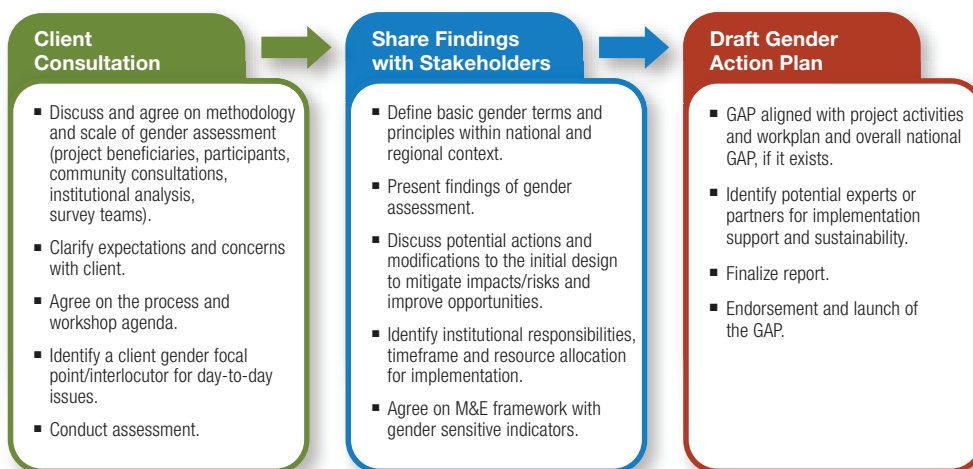 Client
Consultation
■ Discuss and agree on methodology
and scale of gender assessment
(project beneficiaries, participants,
community consultations,
institutional analysis,
survey teams).
■ Clarify expectations and concerns
with client.
■ Agree on the process and
workshop agenda.
■ Identify a client gender focal
point/interlocutor for day-to-day
issues.
■ Conduct assessment.
Share Findings
with Stakeholders
■ Define basic gender terms and
principles within national and
regional context.
■ Present findings of gender
assessment.
■ Discuss potential actions and
modifications to the initial design
to mitigate impacts/risks and
improve opportunities.
■ Identify institutional responsibilities,
timeframe and resource allocation
for implementation.
■ Agree on M&E framework with
gender sensitive indicators.
Draft Gender
Action Plan
■ GAP aligned with project activities
and workplan and overall national
GAP, if it exists.
■ Identify potential experts or
partners for implementation
support and sustainability.
■ Finalize report.
■ Endorsement and launch of
the GAP.